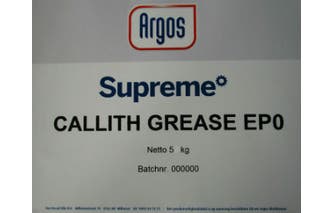 Argos
Supreme
CALLITH GREASE EP0
Netto 5 kg
Batchnr. 000000